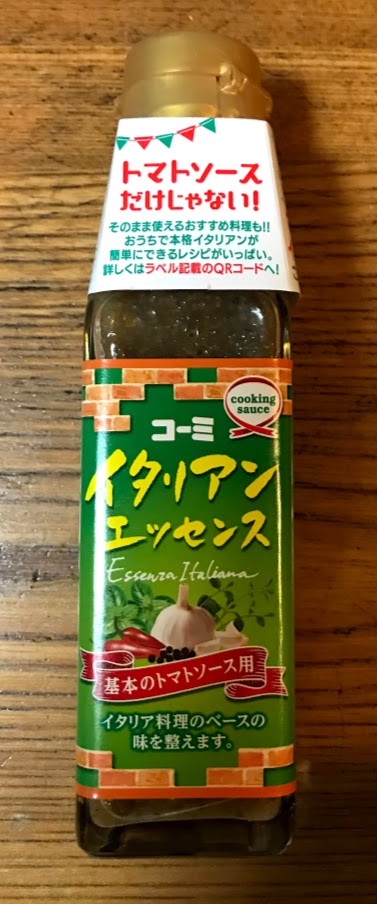 トマトソース
だけじゃない!
そのまま使えるおすすめ料理も!!
おうちで本格イタリアンが
簡単にできるレシピがいっぱい。
詳しくはラベル記載のQRコードへ!
cooking
sauce
コーミ
イタリアン
エッセンス
Essenza Italiana
基本のトマトソース用
イタリア料理のベースの
味を整えます。